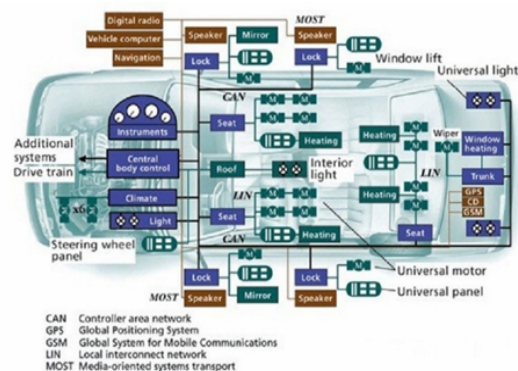 Digital radio
MOST
Vehicle computer
Speaker
Mirror
Speaker
Navigation
Lock
Lock
Window lift
M
M
Universal light
CAN
Instruments
Seat
M
M
M
M
Heating
Heating
M
Wiper
M
Window
heating
Additional
systems
Central
body control
Roof
Interior
light
M
LIN
Drive train
Trunk
x6
Climate
LIN
M
M
Heating
GPS
CD
GSM
Light
Seat
M
M
Steering wheel
panel
CAN
Heating
Seat
M
Lock
M
Lock
M
Universal motor
MOST
Speaker
Mirror
Speaker
Universal panel
CAN Controller area network
GPS Global Positioning System
GSM Global System for Mobile Communications
LIN Local interconnect network
MOST Media-oriented systems transport